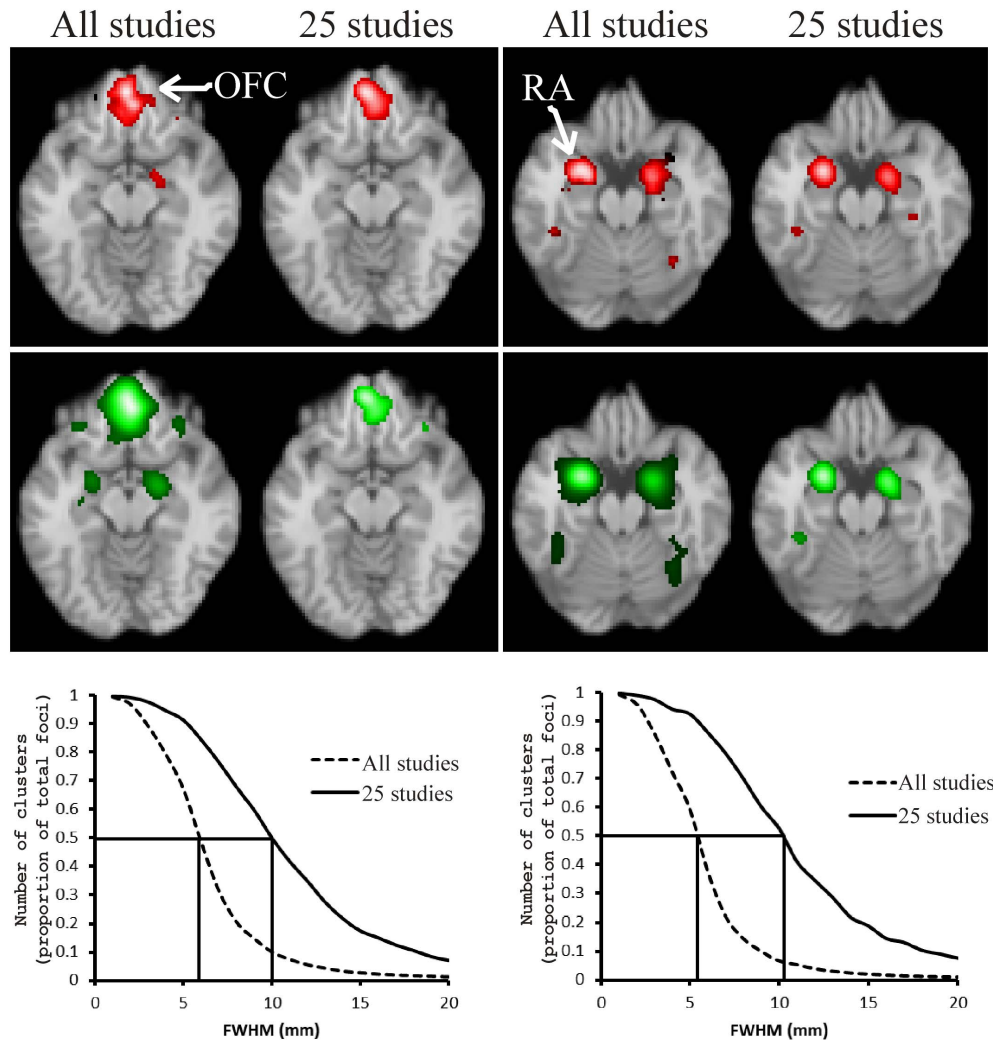 All studies 25 studies All studies 25 studies
OFC
RA
Number of clusters
(proportion of total foci)
1
0.9
0.8
0.7
0.6
0.5
0.4
0.3
0.2
0.1
0
All studies
25 studies
0 5 10 15 20
FWHM (mm)
Number of clusters
(proportion of total foci)
1
0.9
0.8
0.7
0.6
0.5
0.4
0.3
0.2
0.1
0
All studies
25 studies
0 5 10 15 20
FWHM (mm)